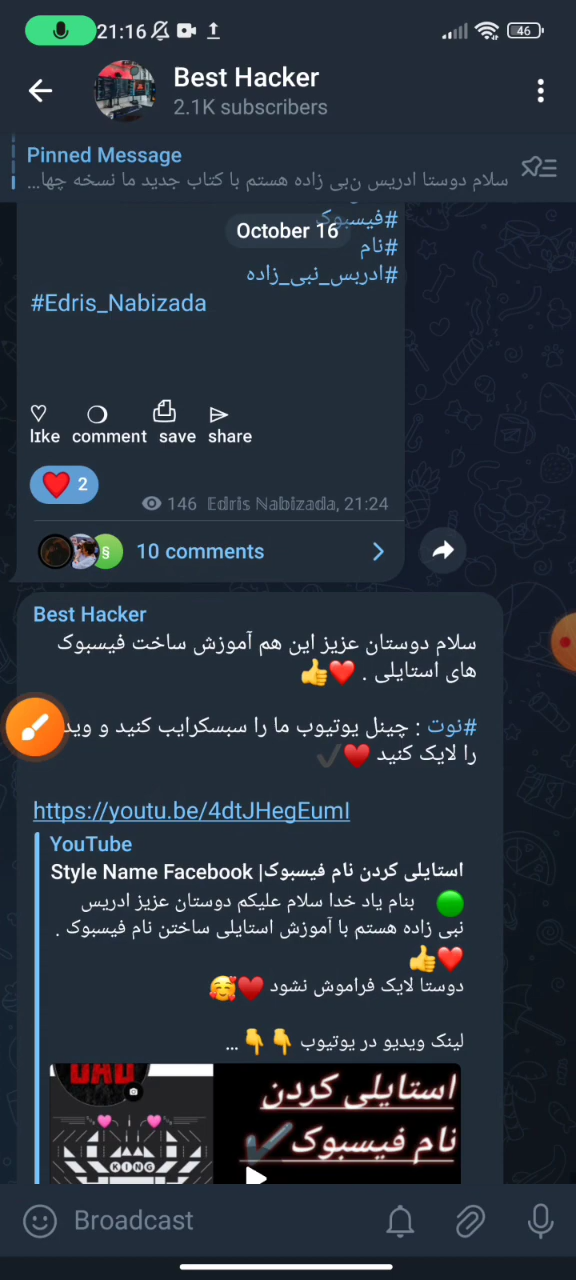 21:16
46
Best Hacker
2.1K subscribers
Pinned Message
سلام دوستا ادریس نبی زاده هستم با کتاب جدید ما نسخه چها...
#فیسبوک
October 16
#نام
#ادریس_نبی_زاده
#Edris_Nabizada
lɪke comment save share
2
146 Edris Nabizada, 21:24
§
10 comments
Best Hacker
سلام دوستان عزیز این هم آموزش ساخت فیسبوک
های استایلی . ❤️👍
#نوت : چینل یوتیوب ما را سبسکرایب کنید و وید
را لایک کنید ♥️✔️
https://youtu.be/4dtJHegEumI
YouTube
Style Name Facebook |استایلی کردن نام فیسبوک
🟢 بنام یاد خدا سلام علیکم دوستان عزیز ادریس
نبی زاده هستم با آموزش استایلی ساختن نام فیسبوک .
❤️👍
دوستا لایک فراموش نشود ♥️🥰
لینک ویدیو در یوتیوب 👇👇 ...
DAD
استایلی کردن
نام فیسبوک✔
KING
Broadcast